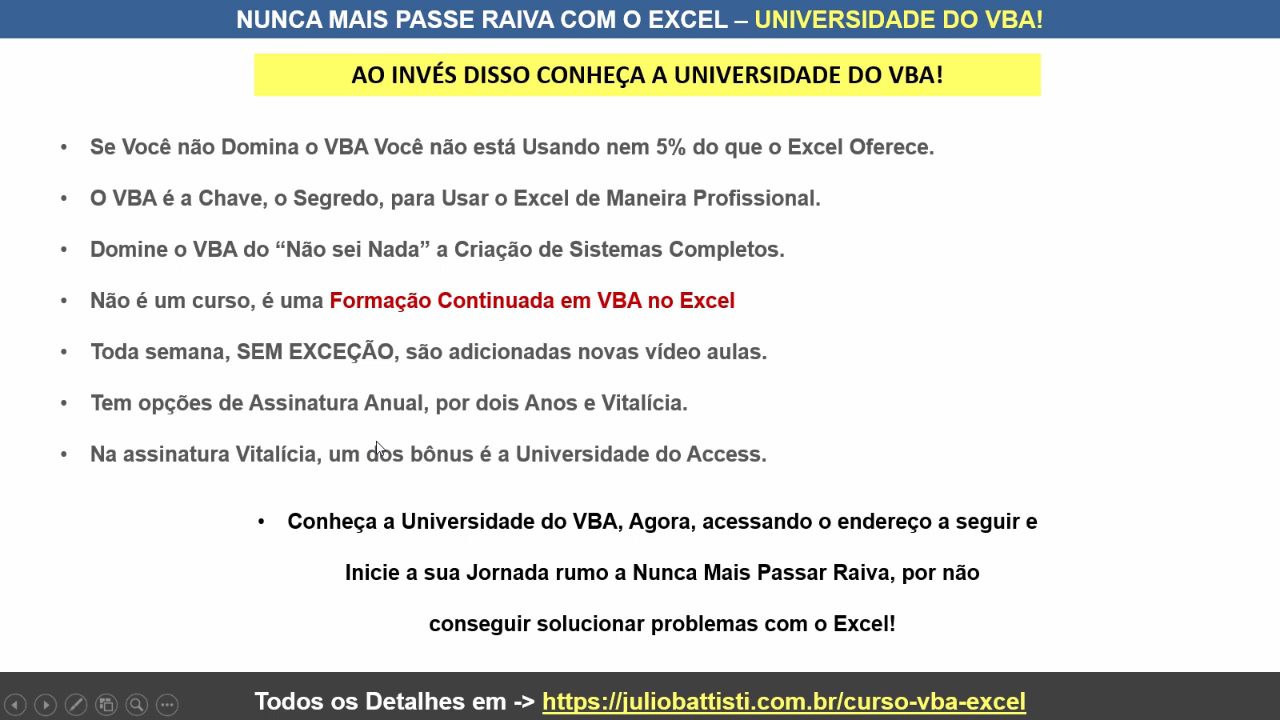 NUNCA MAIS PASSE RAIVA COM O EXCEL – UNIVERSIDADE DO VBA!
AO INVÉS DISSO CONHEÇA A UNIVERSIDADE DO VBA!
• Se Você não Domina o VBA Você não está Usando nem 5% do que o Excel Oferece.
• O VBA é a Chave, o Segredo, para Usar o Excel de Maneira Profissional.
• Domine o VBA do “Não sei Nada” a Criação de Sistemas Completos.
• Não é um curso, é uma Formação Continuada em VBA no Excel
• Toda semana, SEM EXCEÇÃO, são adicionadas novas vídeo aulas.
• Tem opções de Assinatura Anual, por dois Anos e Vitalícia.
• Na assinatura Vitalícia, um dos bônus é a Universidade do Access.
• Conheça a Universidade do VBA, Agora, acessando o endereço a seguir e
Inicie a sua Jornada rumo a Nunca Mais Passar Raiva, por não
conseguir solucionar problemas com o Excel!
Todos os Detalhes em -> https://juliobattisti.com.br/curso-vba-excel